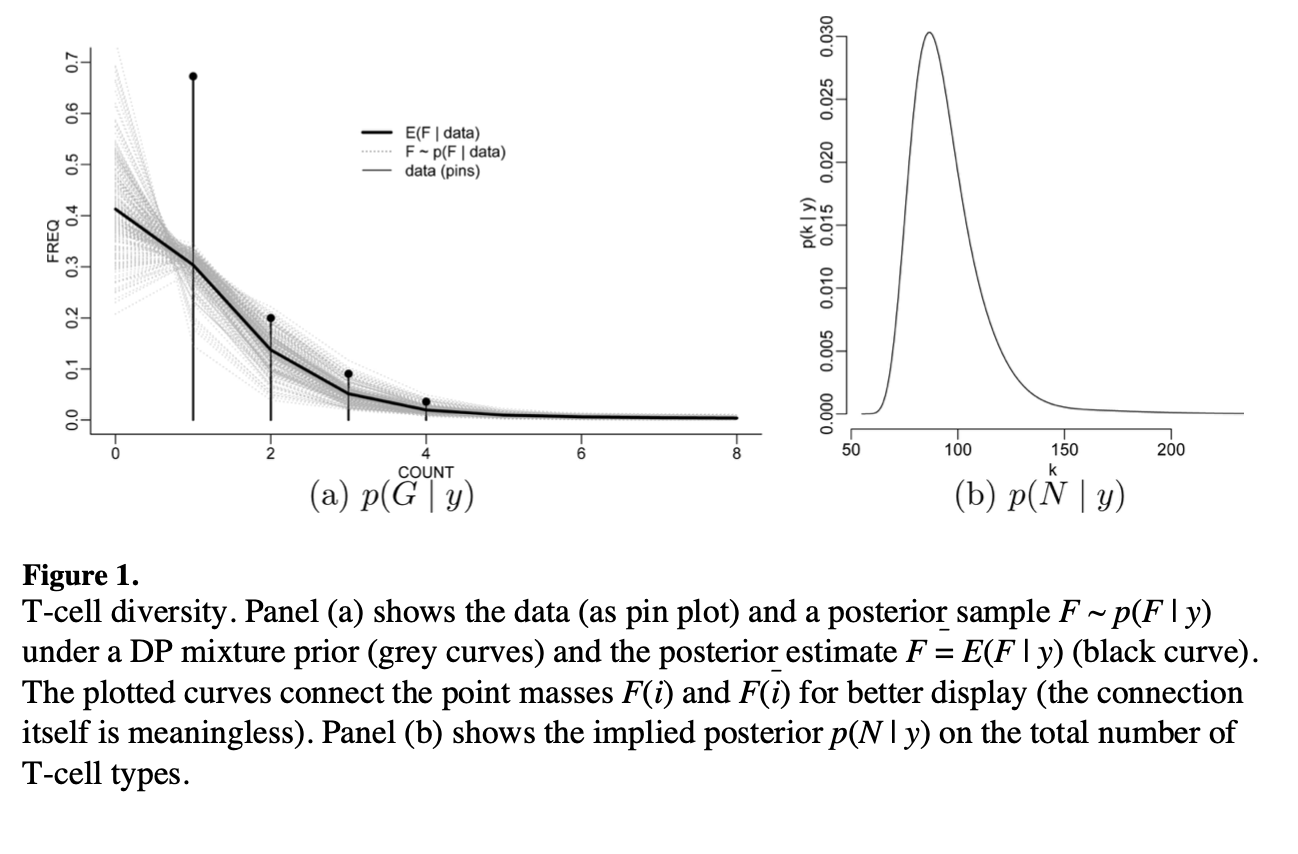 0.7
0.6
0.5
0.4
0.3
0.2
0.1
0.0
FREQ
E(F | data)
F ~ p(F | data)
data (pins)
0 2 4 6 8
COUNT
(a) p(G | y)
0.030
0.025
0.020
0.015
0.010
0.005
0.000
p(k | y)
50 100 150 200
k
(b) p(N | y)
Figure 1.
T-cell diversity. Panel (a) shows the data (as pin plot) and a posterior sample F ~ p(F | y)
under a DP mixture prior (grey curves) and the posterior estimate F̄ = E(F | y) (black curve).
The plotted curves connect the point masses F(i) and F̄(i) for better display (the connection
itself is meaningless). Panel (b) shows the implied posterior p(N | y) on the total number of
T-cell types.